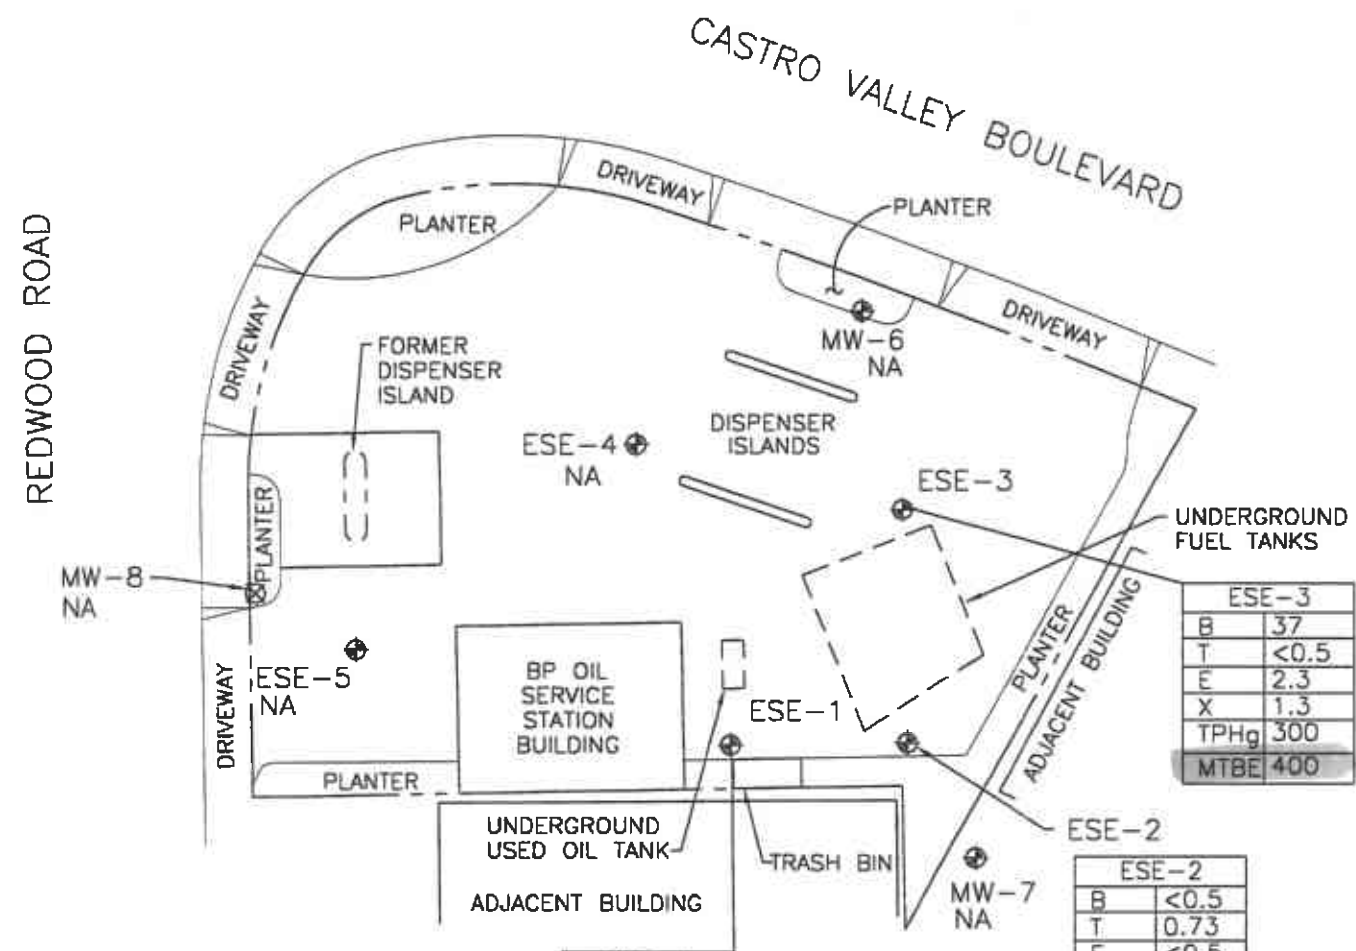 CASTRO VALLEY BOULEVARD
REDWOOD ROAD
DRIVEWAY
PLANTER
PLANTER
DRIVEWAY
DRIVEWAY
MW-6
NA
FORMER
DISPENSER
ISLAND
DISPENSER
ISLANDS
ESE-4
NA
ESE-3
UNDERGROUND
FUEL TANKS
PLANTER
MW-8
NA
ESE-5
NA
DRIVEWAY
BP OIL
SERVICE
STATION
BUILDING
ESE-1
PLANTER
ADJACENT BUILDING
ESE-3
B 37
T <0.5
E 2.3
X 1.3
TPHg 300
MTBE 400
PLANTER
UNDERGROUND
USED OIL TANK
TRASH BIN
ADJACENT BUILDING
ESE-2
MW-7
NA
ESE-2
B <0.5
T 0.73